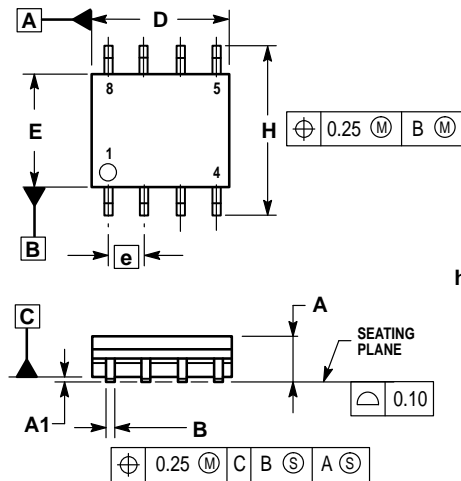 A
D
8
5
E
H
⌖ 0.25 Ⓜ B Ⓜ
1
4
B
e
h
C
A
SEATING
PLANE
A1
B
⌓ 0.10
⌖ 0.25 Ⓜ C B Ⓢ A Ⓢ